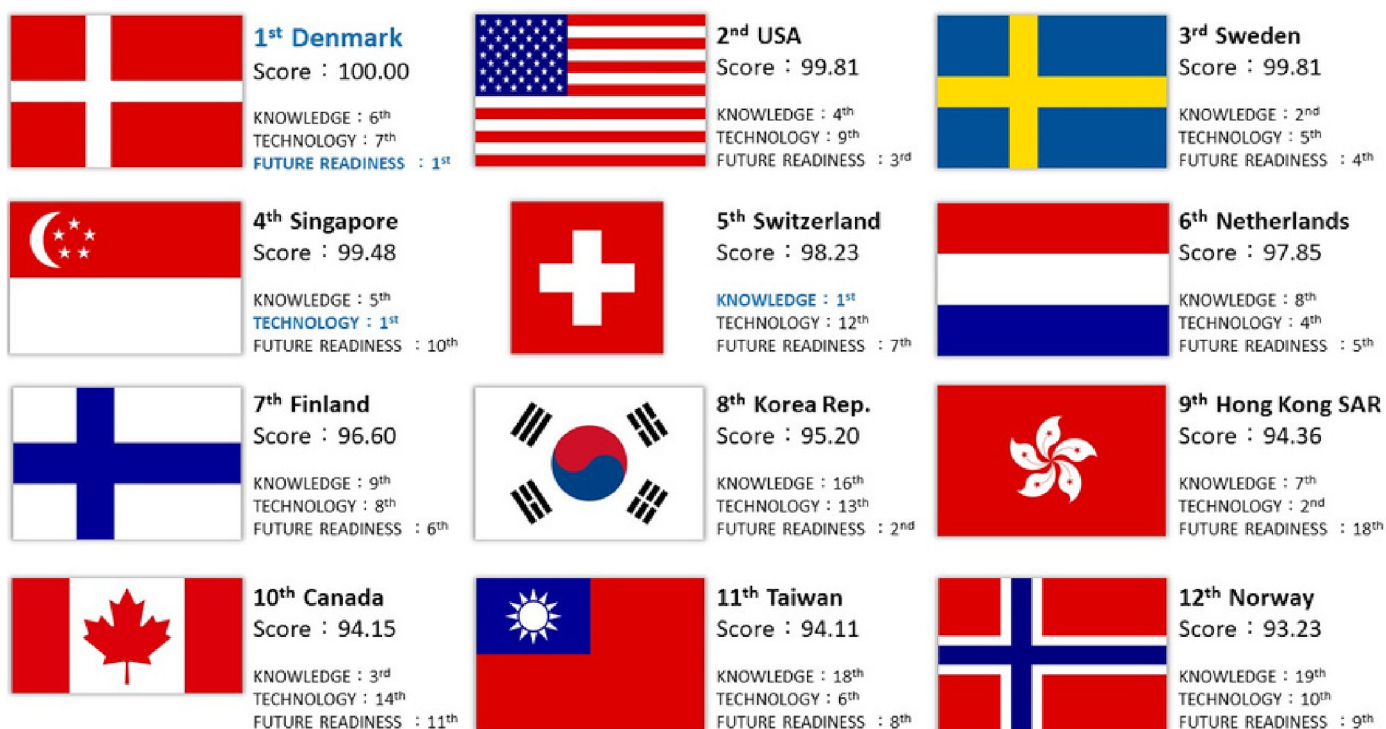 1st Denmark
Score：100.00
KNOWLEDGE：6th
TECHNOLOGY：7th
FUTURE READINESS ：1st
2nd USA
Score：99.81
KNOWLEDGE：4th
TECHNOLOGY：9th
FUTURE READINESS ：3rd
3rd Sweden
Score：99.81
KNOWLEDGE：2nd
TECHNOLOGY：5th
FUTURE READINESS ：4th
4th Singapore
Score：99.48
KNOWLEDGE：5th
TECHNOLOGY：1st
FUTURE READINESS ：10th
5th Switzerland
Score：98.23
KNOWLEDGE：1st
TECHNOLOGY：12th
FUTURE READINESS ：7th
6th Netherlands
Score：97.85
KNOWLEDGE：8th
TECHNOLOGY：4th
FUTURE READINESS ：5th
7th Finland
Score：96.60
KNOWLEDGE：9th
TECHNOLOGY：8th
FUTURE READINESS ：6th
8th Korea Rep.
Score：95.20
KNOWLEDGE：16th
TECHNOLOGY：13th
FUTURE READINESS ：2nd
9th Hong Kong SAR
Score：94.36
KNOWLEDGE：7th
TECHNOLOGY：2nd
FUTURE READINESS ：18th
10th Canada
Score：94.15
KNOWLEDGE：3rd
TECHNOLOGY：14th
FUTURE READINESS ：11th
11th Taiwan
Score：94.11
KNOWLEDGE：18th
TECHNOLOGY：6th
FUTURE READINESS ：8th
12th Norway
Score：93.23
KNOWLEDGE：19th
TECHNOLOGY：10th
FUTURE READINESS ：9th